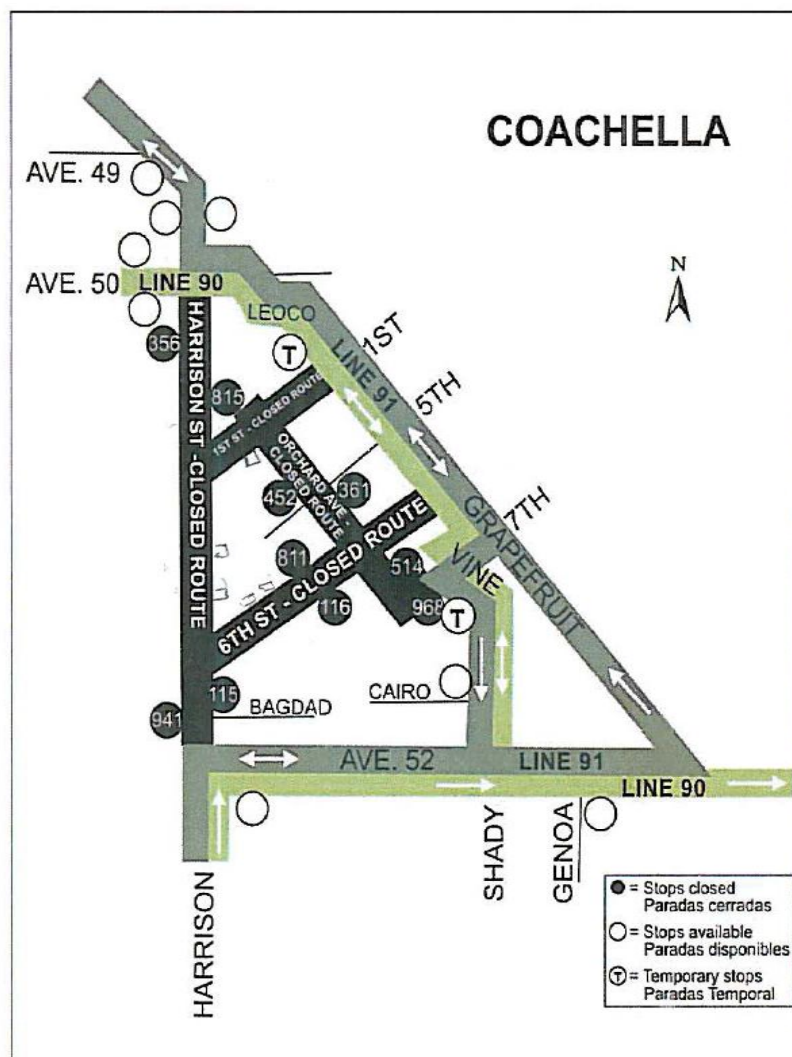 COACHELLA
AVE. 49
N
AVE. 50
LINE 90
LEOCO
356
HARRISON ST -CLOSED ROUTE
T
1ST
LINE 91
815
1ST ST - CLOSED ROUTE
5TH
ORCHARD AVE -
CLOSED ROUTE
452
361
7TH
GRAPEFRUIT
811
6TH ST - CLOSED ROUTE
514
VINE
116
968
T
115
CAIRO
941
BAGDAD
AVE. 52
LINE 91
LINE 90
HARRISON
SHADY
GENOA
= Stops closed
Paradas cerradas
= Stops available
Paradas disponibles
T = Temporary stops
Paradas Temporal